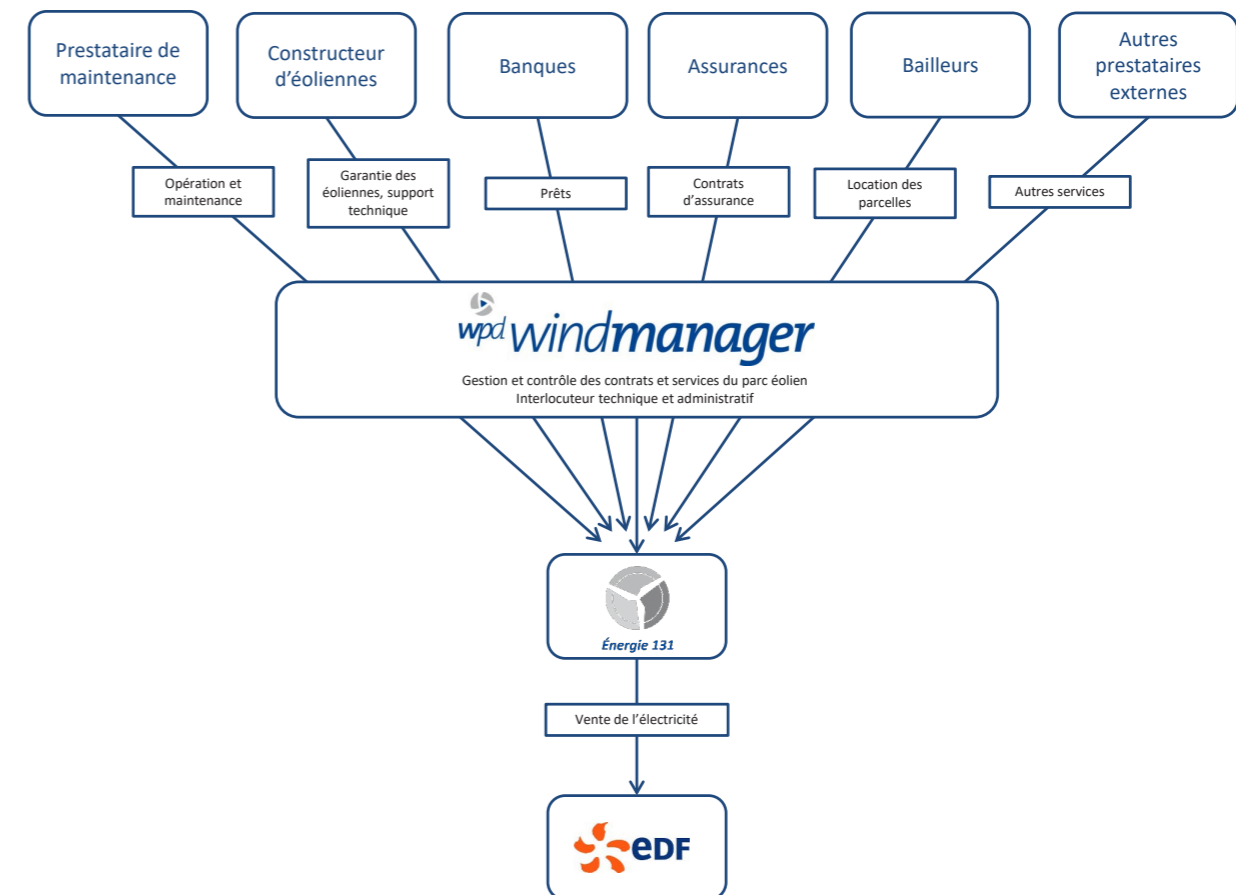 Prestataire de
maintenance
Constructeur
d'éoliennes
Banques
Assurances
Bailleurs
Autres
prestataires
externes
Opération et
maintenance
Garantie des
éoliennes, support
technique
Prêts
Contrats
d'assurance
Location des
parcelles
Autres services
wpd windmanager
Gestion et contrôle des contrats et services du parc éolien
Interlocuteur technique et administratif
Énergie 131
Vente de l'électricité
eDF